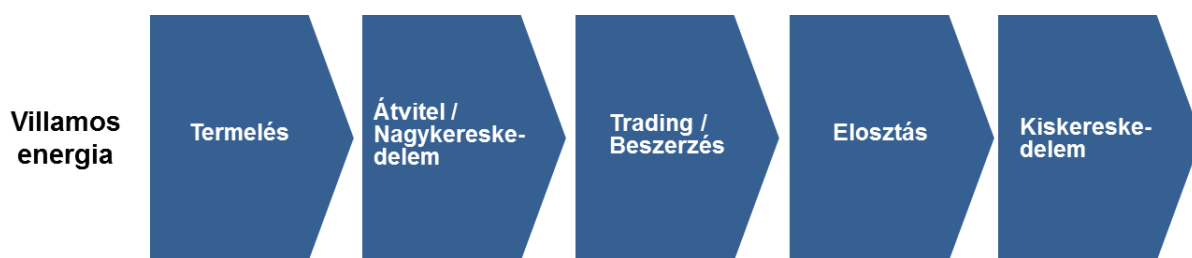 Villamos
energia
Termelés
Átvitel /
Nagykereske-
delem
Trading /
Beszerzés
Elosztás
Kiskereske-
delem